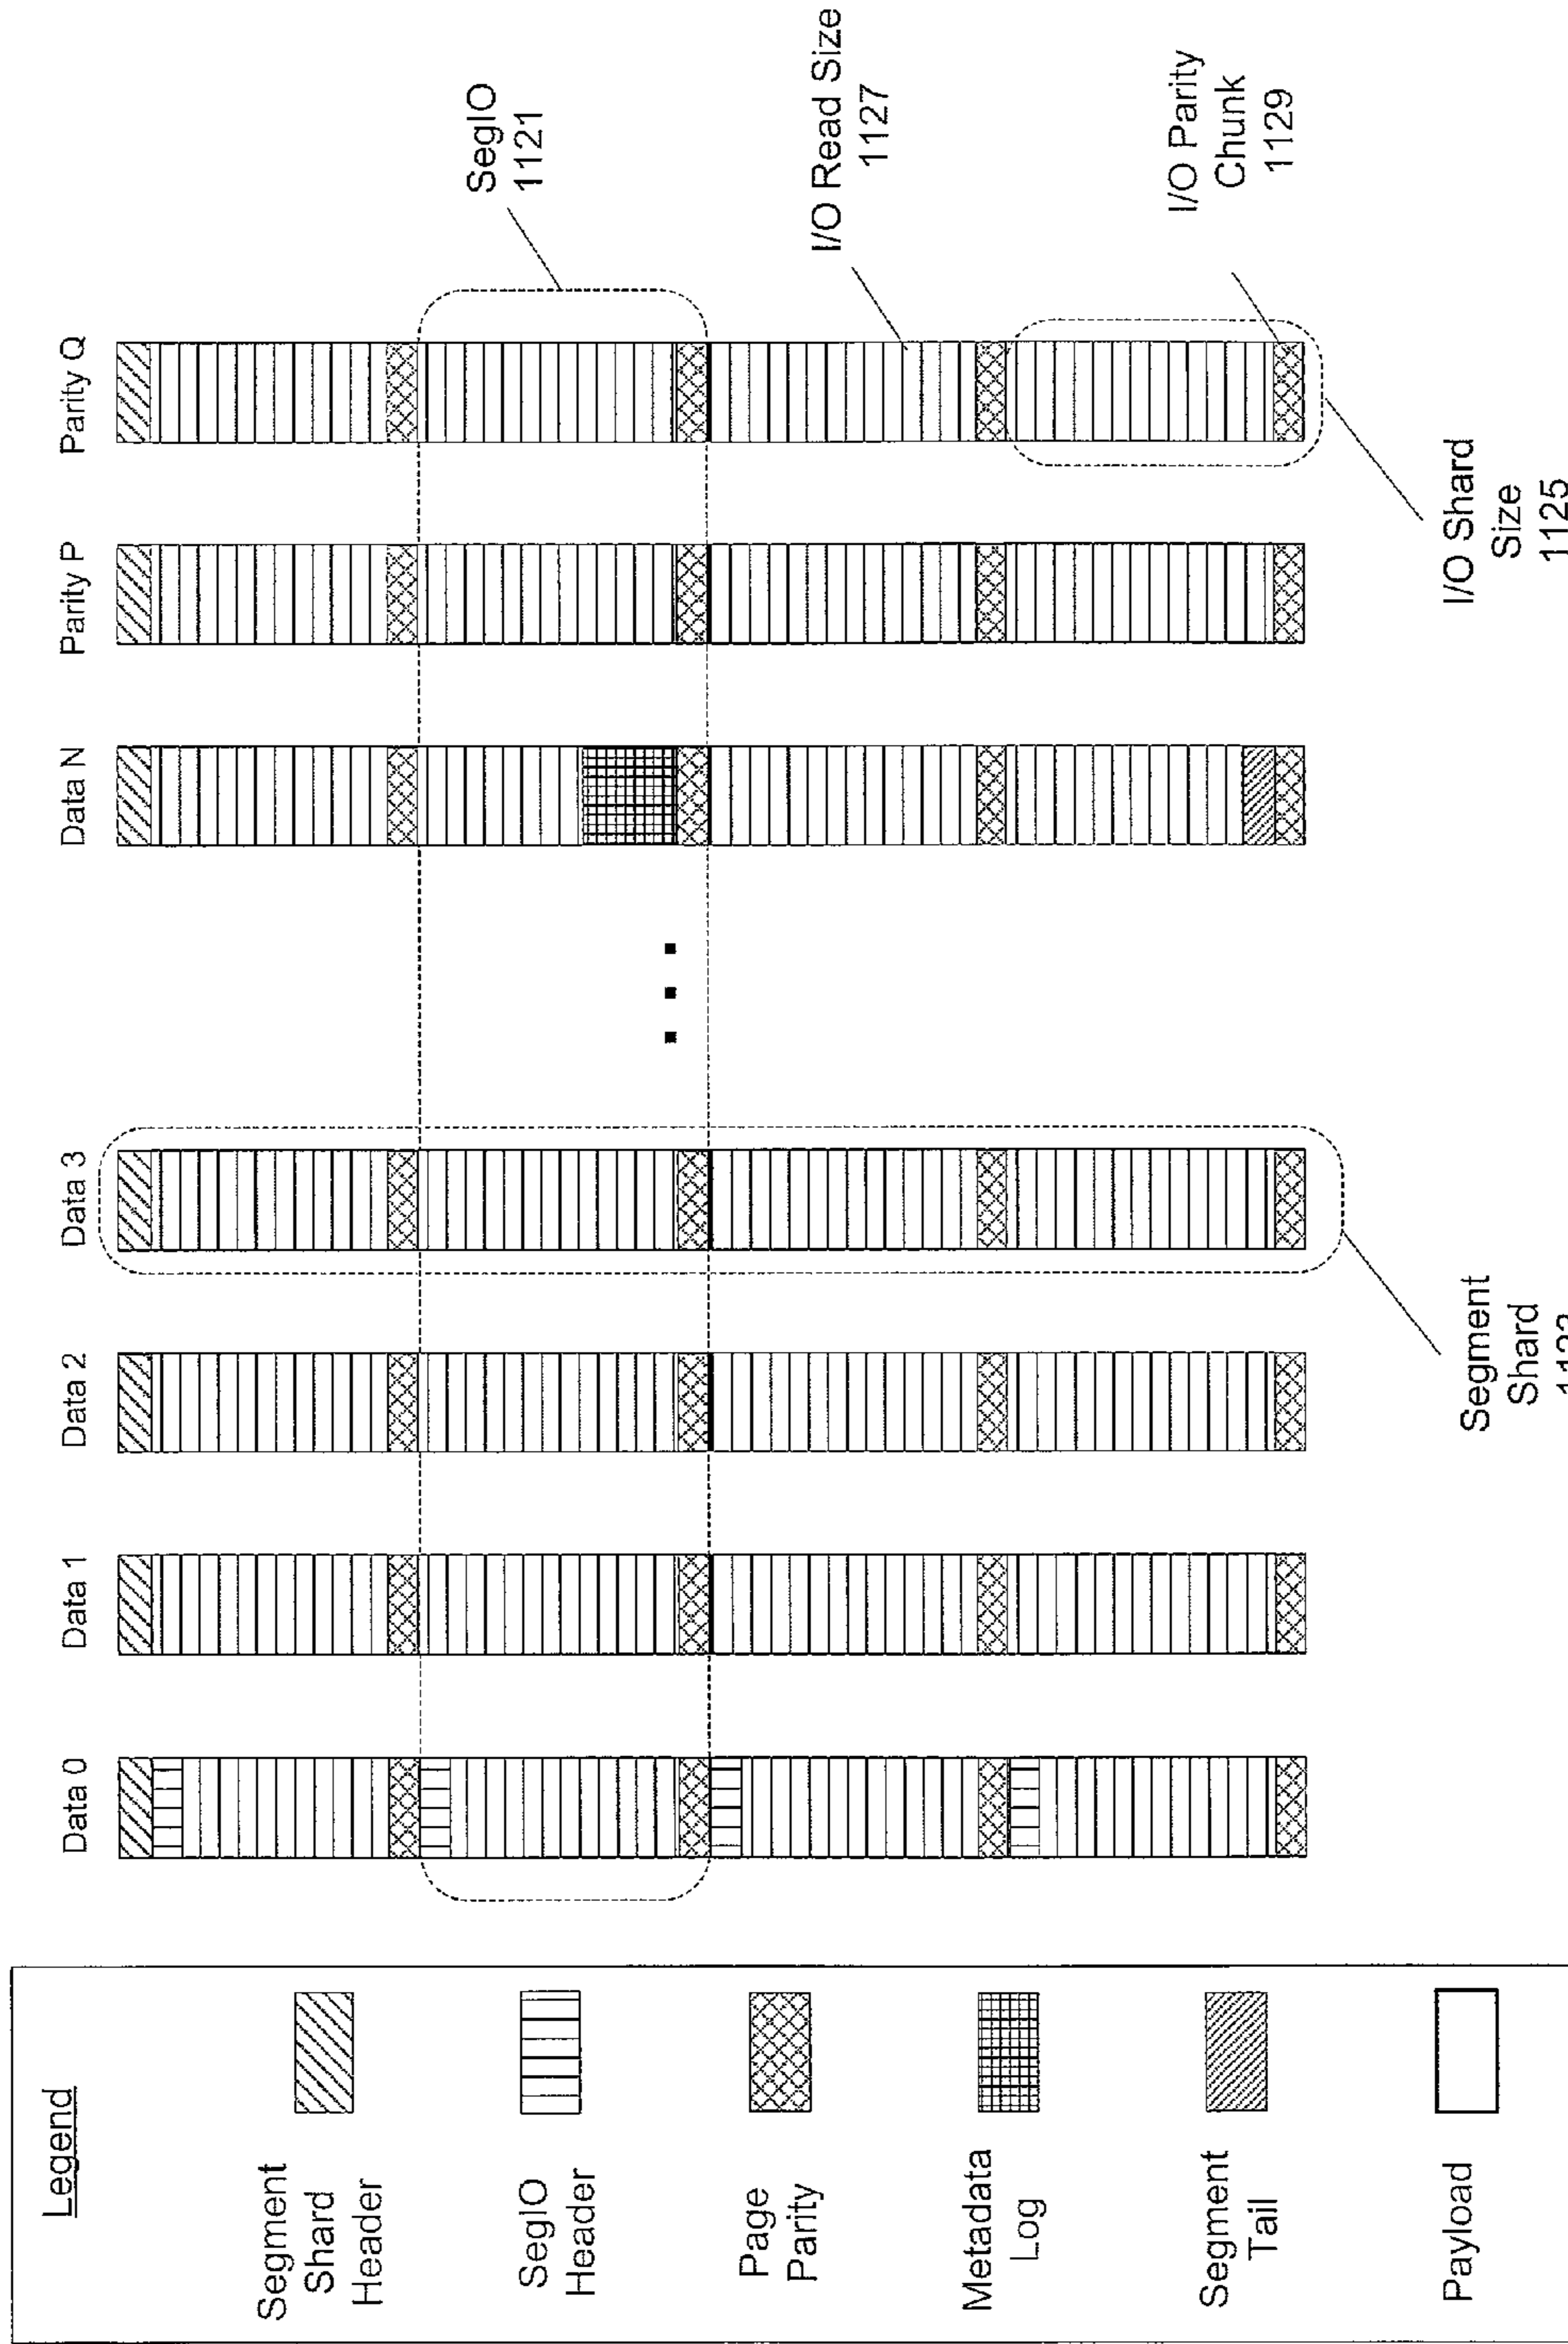 Legend
Segment
Shard
Header
SegIO
Header
Page
Parity
Metadata
Log
Segment
Tail
Payload
Data 0
Data 1
Data 2
Data 3
Data N
Parity P
Parity Q
SegIO
1121
I/O Read Size
1127
I/O Parity
Chunk
1129
I/O Shard
Size
1125
Segment
Shard